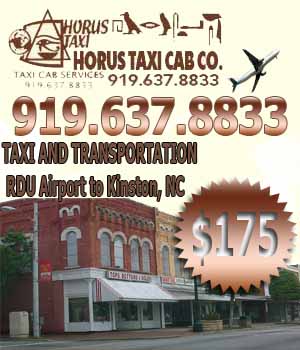 HORUS
TAXI
TAXI CAB SERVICES
919.637.8833
HORUS TAXI CAB CO.
919.637.8833
919.637.8833
TAXI AND TRANSPORTATION
RDU Airport to Kinston, NC
$175